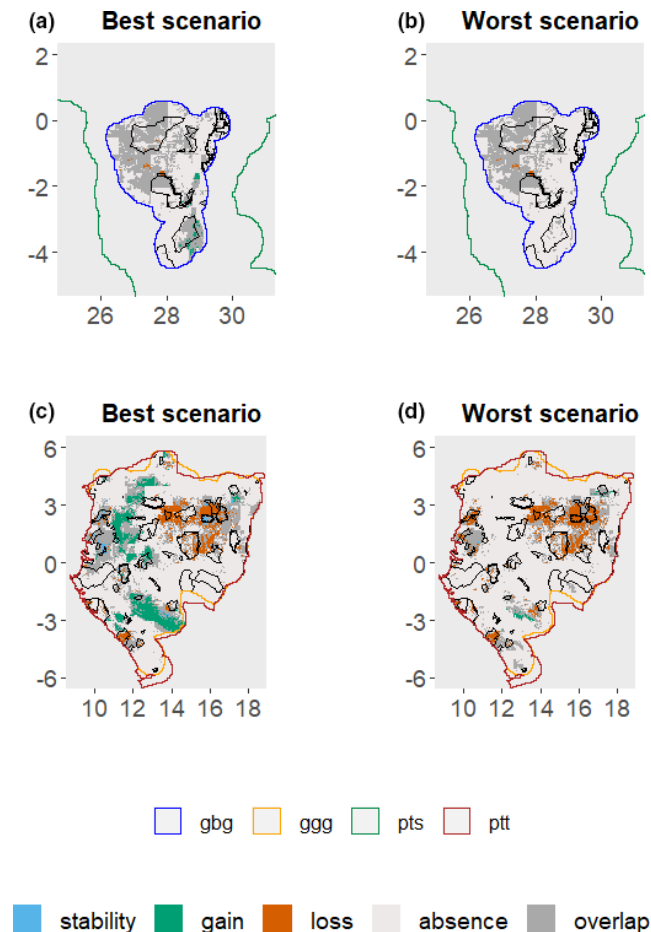 (a) Best scenario (b) Worst scenario
2 2
0 0
-2 -2
-4 -4
26 28 30 26 28 30
(c) Best scenario (d) Worst scenario
6 6
3 3
0 0
-3 -3
-6 -6
10 12 14 16 18 10 12 14 16 18
gbg ggg pts ptt
stability gain loss absence overlap